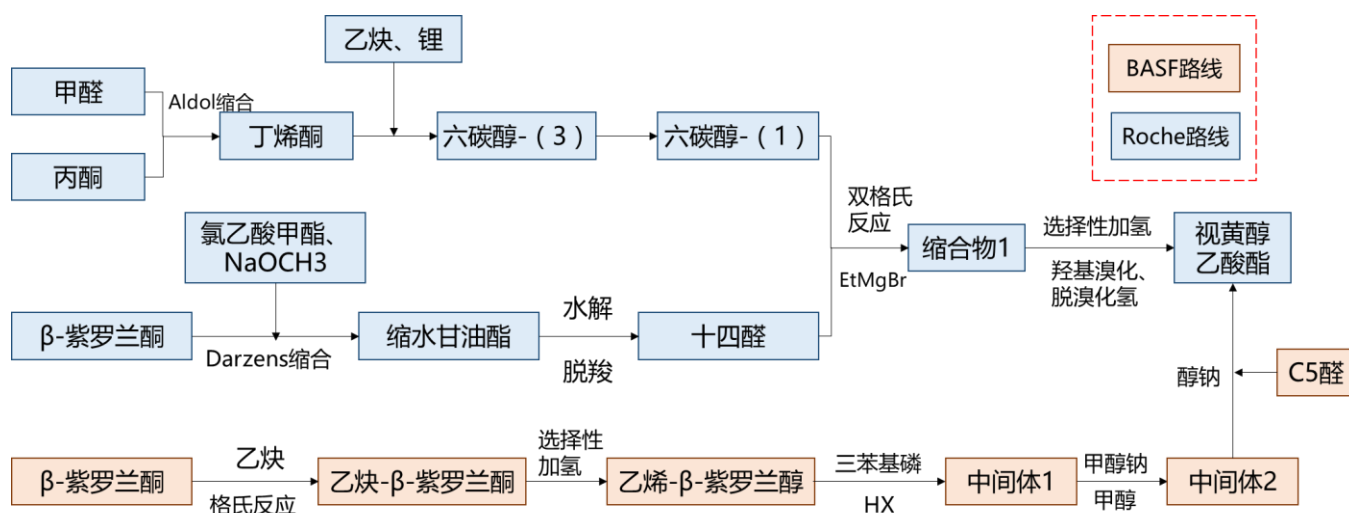 乙炔、锂
BASF路线
Roche路线
甲醛
Aldol缩合
丙酮
丁烯酮
六碳醇-（3）
六碳醇-（1）
双格氏
反应
EtMgBr
氯乙酸甲酯、
NaOCH3
缩合物1
选择性加氢
羟基溴化、
脱溴化氢
视黄醇
乙酸酯
β-紫罗兰酮
Darzens缩合
缩水甘油酯
水解
脱羧
十四醛
醇钠
C5醛
β-紫罗兰酮
乙炔
格氏反应
乙炔-β-紫罗兰酮
选择性
加氢
乙烯-β-紫罗兰醇
三苯基磷
HX
中间体1
甲醇钠
甲醇
中间体2